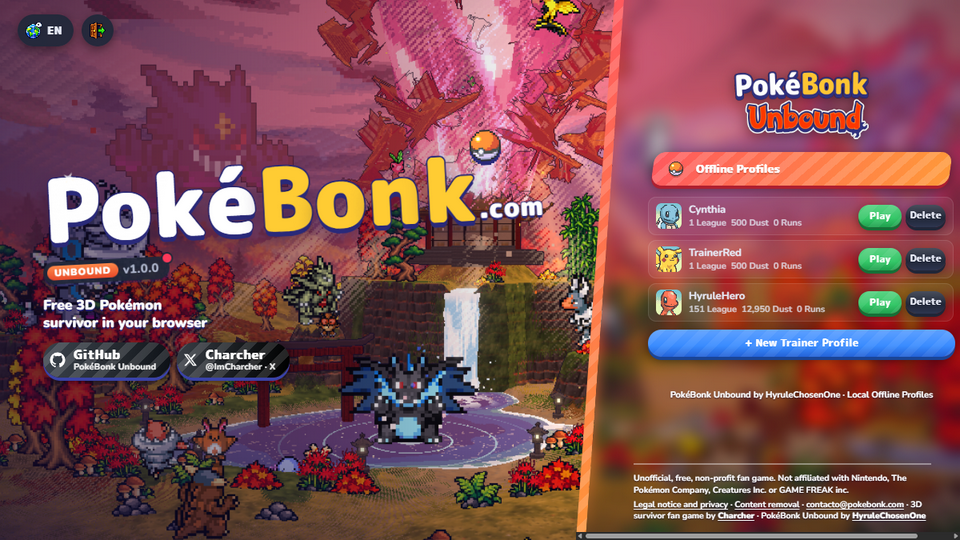 EN
PokéBonk.com
UNBOUND v1.0.0
Free 3D Pokémon
survivor in your browser
GitHub
PokéBonk Unbound
Charcher
@ImCharcher · X
PokéBonk
Unbound
Offline Profiles
Cynthia
1 League 500 Dust 0 Runs
Play
Delete
TrainerRed
1 League 500 Dust 0 Runs
Play
Delete
HyruleHero
151 League 12,950 Dust 0 Runs
Play
Delete
+ New Trainer Profile
PokéBonk Unbound by HyruleChosenOne · Local Offline Profiles
Unofficial, free, non-profit fan game. Not affiliated with Nintendo, The
Pokémon Company, Creatures Inc. or GAME FREAK inc.
Legal notice and privacy · Content removal · contacto@pokebonk.com · 3D
survivor fan game by Charcher · PokéBonk Unbound by HyruleChosenOne